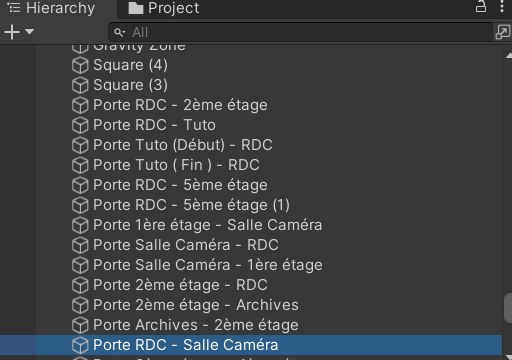 Hierarchy
Project
All
Gravity Zone
Square (4)
Square (3)
Porte RDC - 2ème étage
Porte RDC - Tuto
Porte Tuto (Début) - RDC
Porte Tuto ( Fin ) - RDC
Porte RDC - 5ème étage
Porte RDC - 5ème étage (1)
Porte 1ère étage - Salle Caméra
Porte Salle Caméra - RDC
Porte Salle Caméra - 1ère étage
Porte 2ème étage - RDC
Porte 2ème étage - Archives
Porte Archives - 2ème étage
Porte RDC - Salle Caméra